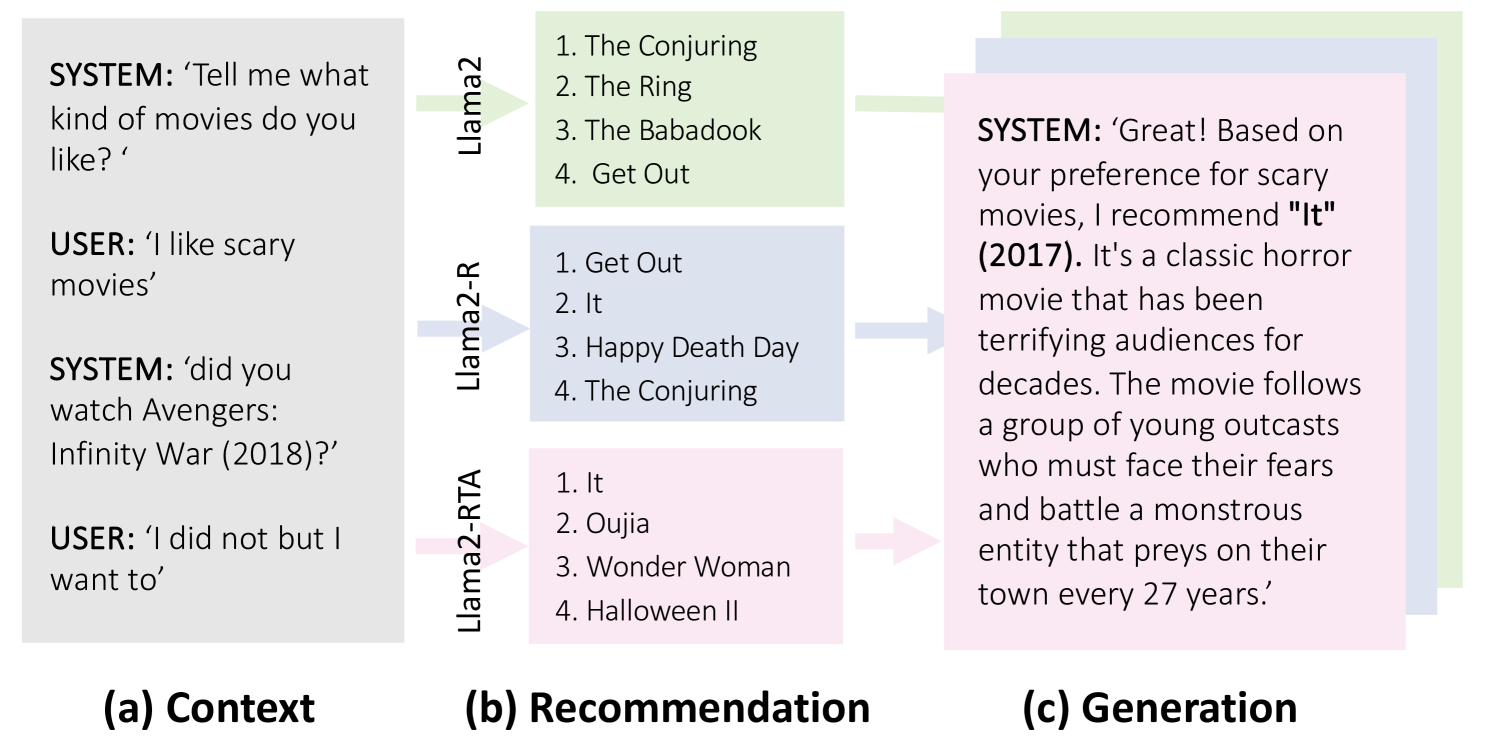 SYSTEM: ‘Tell me what
kind of movies do you
like? ‘
USER: ‘I like scary
movies’
SYSTEM: ‘did you
watch Avengers:
Infinity War (2018)?’
USER: ‘I did not but I
want to’
(a) Context
Llama2
1. The Conjuring
2. The Ring
3. The Babadook
4. Get Out
Llama2-R
1. Get Out
2. It
3. Happy Death Day
4. The Conjuring
Llama2-RTA
1. It
2. Oujia
3. Wonder Woman
4. Halloween II
(b) Recommendation
SYSTEM: ‘Great! Based on
your preference for scary
movies, I recommend "It"
(2017). It's a classic horror
movie that has been
terrifying audiences for
decades. The movie follows
a group of young outcasts
who must face their fears
and battle a monstrous
entity that preys on their
town every 27 years.’
(c) Generation